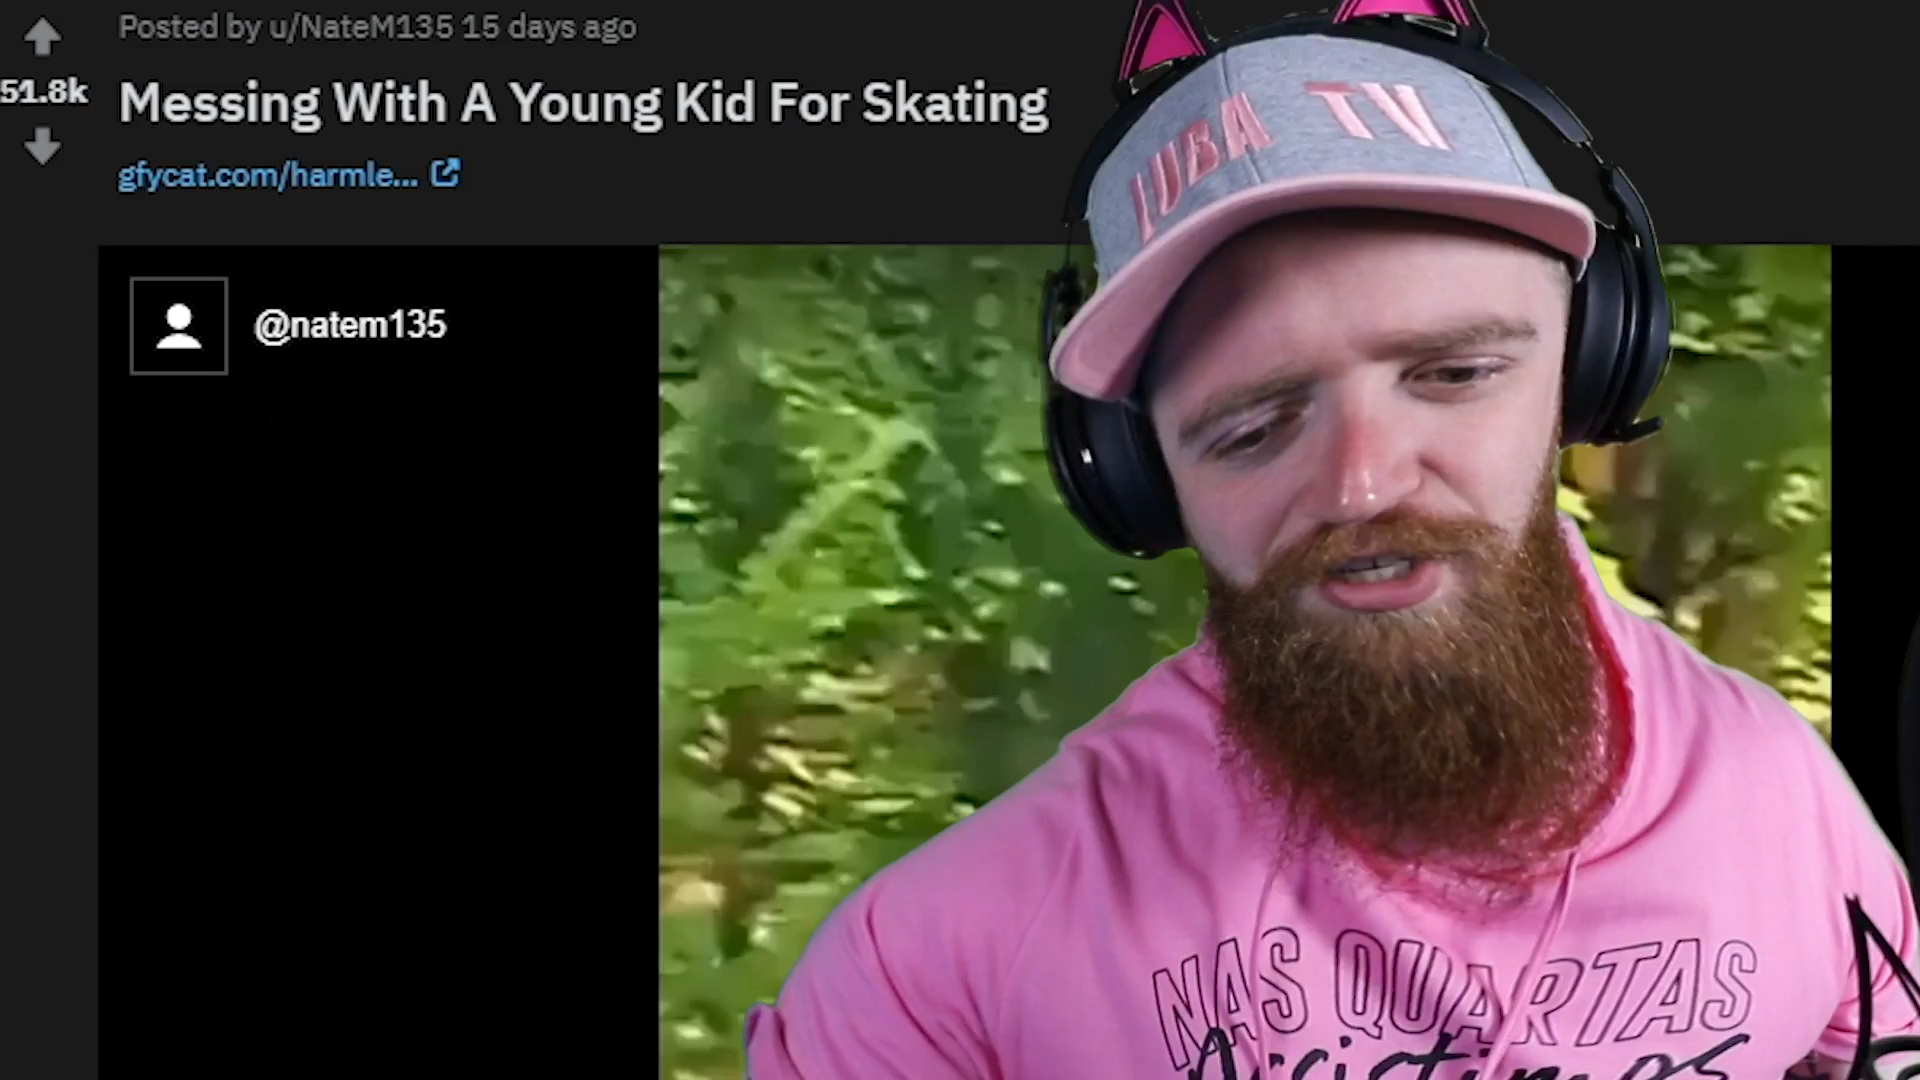 Posted by u/NateM135 15 days ago
51.8k
Messing With A Young Kid For Skating
gfycat.com/harmle...
@natem135
IUBA TV
NAS QUARTAS